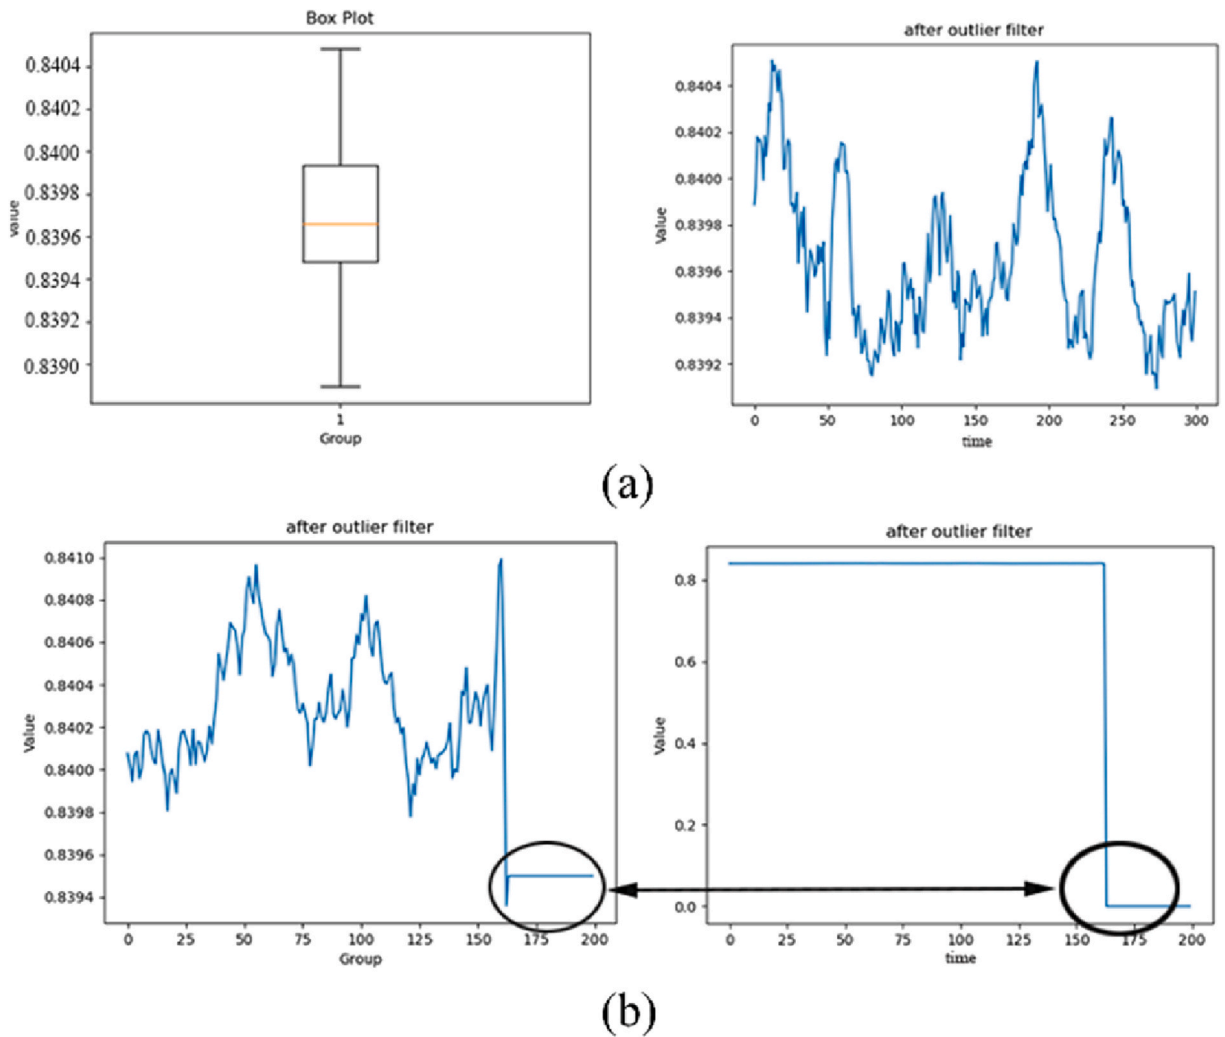 Box Plot
0.8404
0.8402
0.8400
0.8398
0.8396
0.8394
0.8392
0.8390
value
1
Group
after outlier filter
0.8404
0.8402
0.8400
0.8398
0.8396
0.8394
0.8392
Value
0 50 100 150 200 250 300
time
(a)
after outlier filter
0.8410
0.8408
0.8406
0.8404
0.8402
0.8400
0.8398
0.8396
0.8394
Value
0 25 50 75 100 125 150 175 200
Group
after outlier filter
0.8
0.6
0.4
0.2
0.0
Value
0 25 50 75 100 125 150 175 200
time
(b)